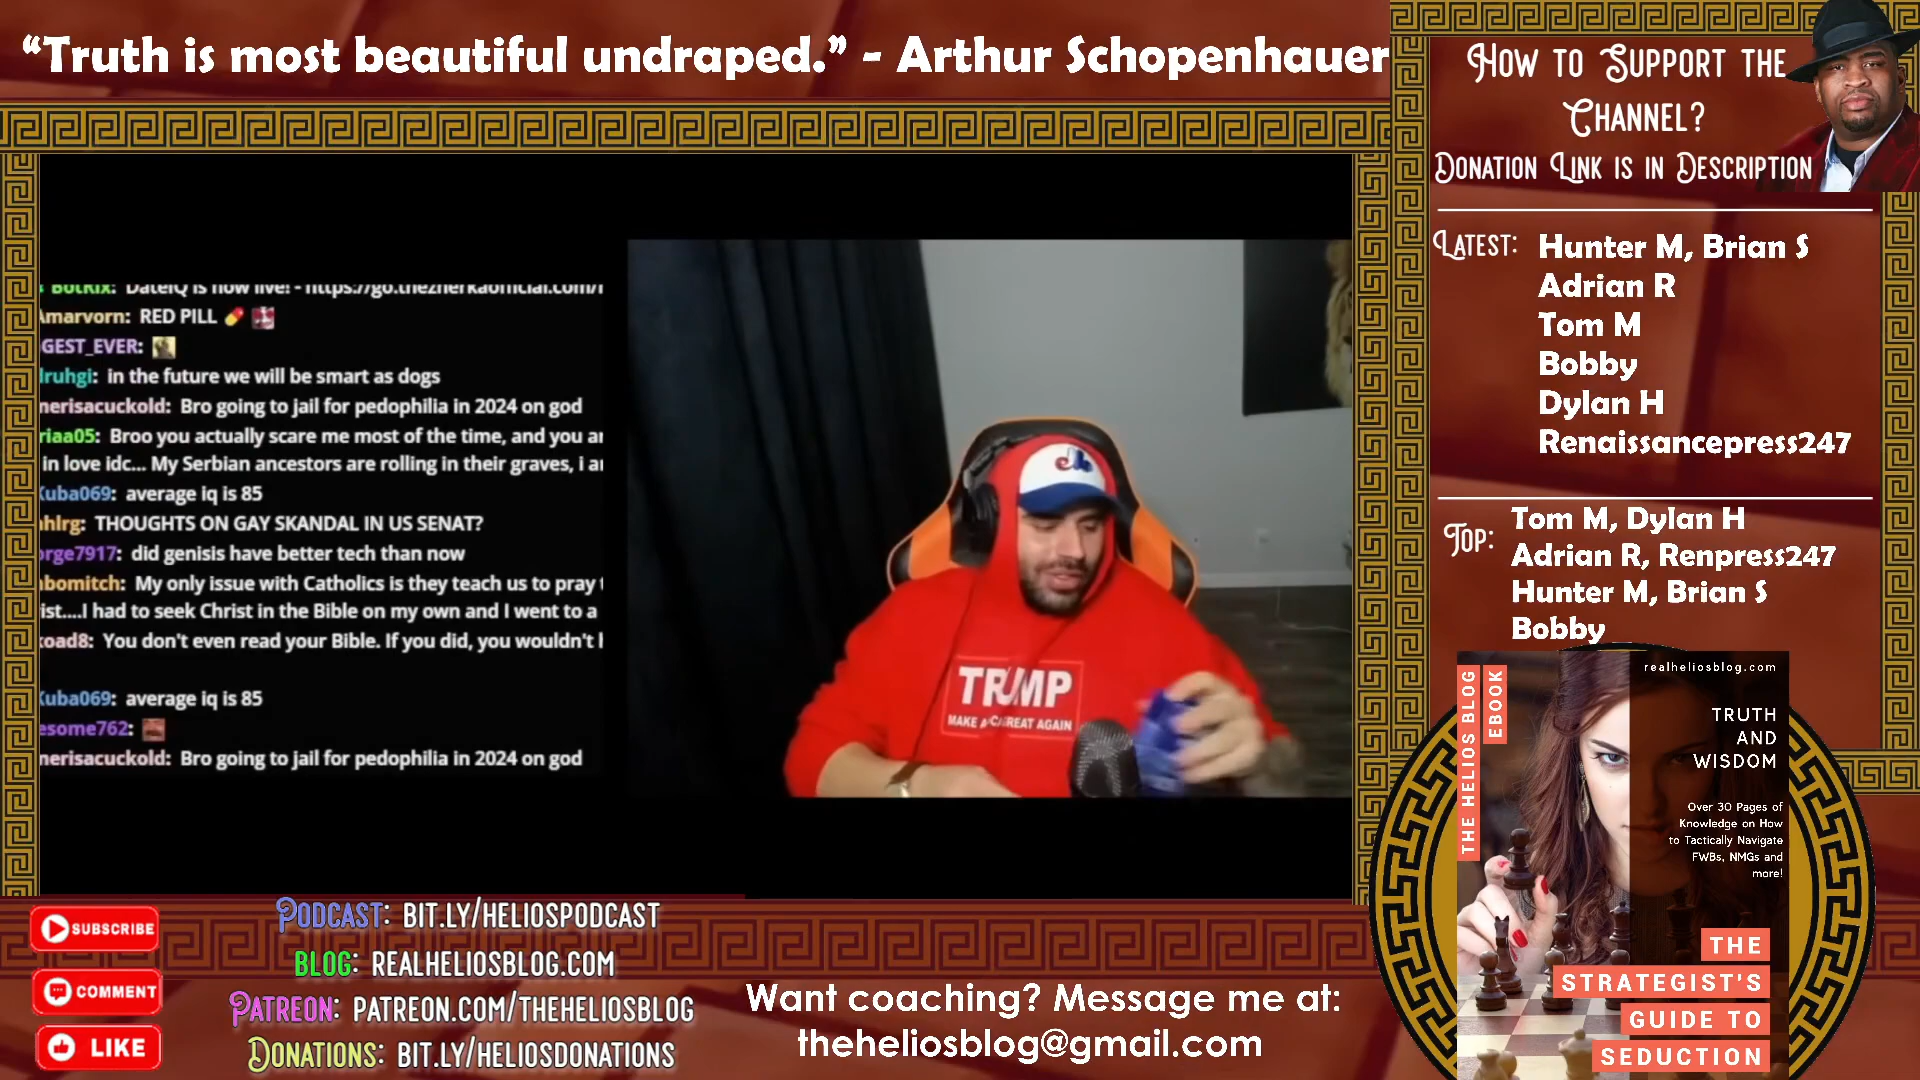 “Truth is most beautiful undraped.” - Arthur Schopenhauer
How to Support the
Channel?
Donation Link is in Description
Latest: Hunter M, Brian S
Adrian R
Tom M
Bobby
Dylan H
Renaissancepress247
Top: Tom M, Dylan H
Adrian R, Renpress247
Hunter M, Brian S
Bobby
BotRix: DateIQ is now live! -
Amarvorn: RED PILL
GEST_EVER:
druhgi: in the future we will be smart as dogs
nerisacuckold: Bro going to jail for pedophilia in 2024 on god
riaa05: Broo you actually scare me most of the time, and you
in love idc... My Serbian ancestors are rolling in their graves, i
Kuba069: average iq is 85
hlrg: THOUGHTS ON GAY SKANDAL IN US SENAT?
orge7917: did genisis have better tech than now
bomitch: My only issue with Catholics is they teach us to pray
ist....I had to seek Christ in the Bible on my own and I went to a
oad8: You don't even read your Bible. If you did, you wouldn't
Kuba069: average iq is 85
esome762:
nerisacuckold: Bro going to jail for pedophilia in 2024 on god
TRUMP
GREAT AGAIN
SUBSCRIBE
COMMENT
LIKE
Podcast: bit.ly/heliospodcast
Blog: realheliosblog.com
Patreon: patreon.com/theheliosblog
Donations: bit.ly/heliosdonations
Want coaching? Message me at:
theheliosblog@gmail.com
THE HELIOS BLOG
EBOOK
realheliosblog.com
TRUTH
AND
WISDOM
Over 30 Pages of
Knowledge on How
to Tactically Navigate
FWBs, NMGs and
more!
THE
STRATEGIST'S
GUIDE TO
SEDUCTION